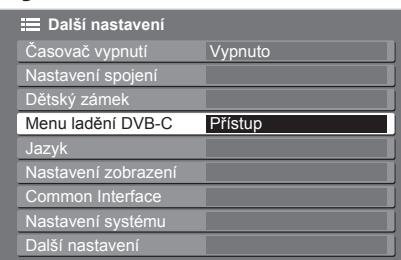 Další nastavení
Časovač vypnutí Vypnuto
Nastavení spojení
Dětský zámek
Menu ladění DVB-C Přístup
Jazyk
Nastavení zobrazení
Common Interface
Nastavení systému
Další nastavení